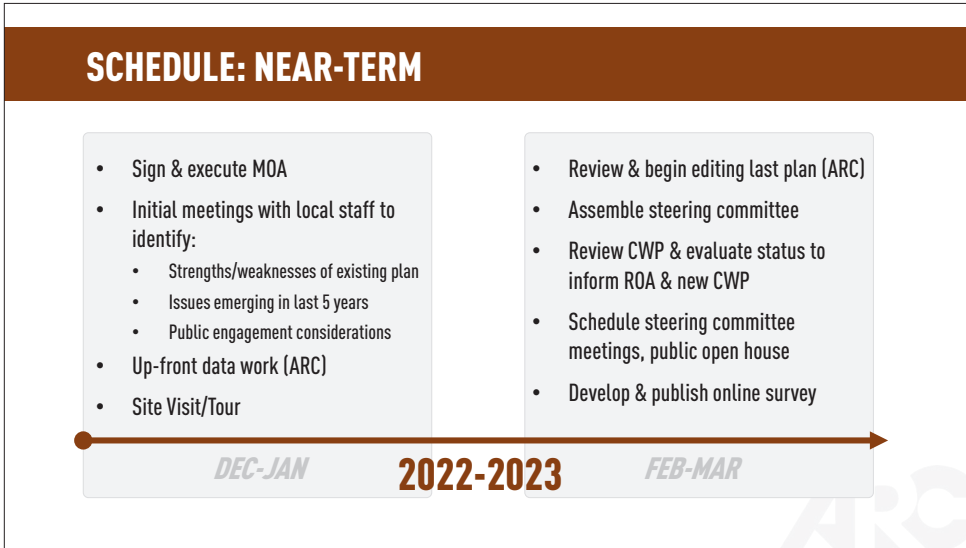 SCHEDULE: NEAR-TERM
• Sign & execute MOA
• Initial meetings with local staff to
identify:
• Strengths/weaknesses of existing plan
• Issues emerging in last 5 years
• Public engagement considerations
• Up-front data work (ARC)
• Site Visit/Tour
• Review & begin editing last plan (ARC)
• Assemble steering committee
• Review CWP & evaluate status to
inform ROA & new CWP
• Schedule steering committee
meetings, public open house
• Develop & publish online survey
DEC-JAN
2022-2023
FEB-MAR
ARC